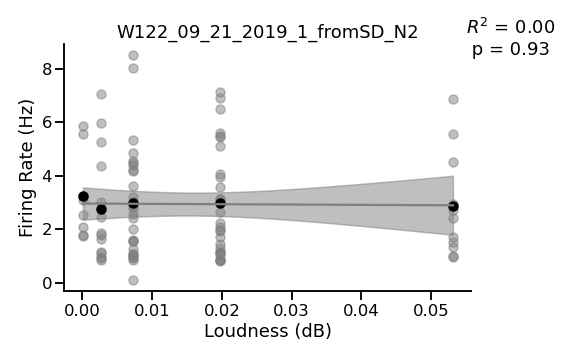 W122_09_21_2019_1_fromSD_N2
R² = 0.00
p = 0.93
Firing Rate (Hz)
8
6
4
2
0
0.00 0.01 0.02 0.03 0.04 0.05
Loudness (dB)